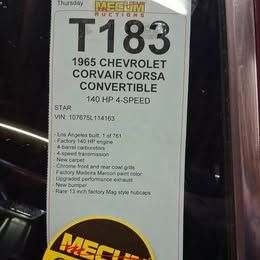 Thursday
MECUM
AUCTIONS
T183
1965 CHEVROLET
CORVAIR CORSA
CONVERTIBLE
140 HP 4-SPEED
STAR
VIN: 107675L114163
- Los Angeles built, 1 of 761
- Factory 140 HP engine
- 4-barrel carburetors
- 4-speed transmission
- New carpet
- Chrome front and rear cowl grills
- Factory Madeira Maroon paint color
- Upgraded performance exhaust
- New bumper
- Rare 13 inch factory Mag style hubcaps
MECUM